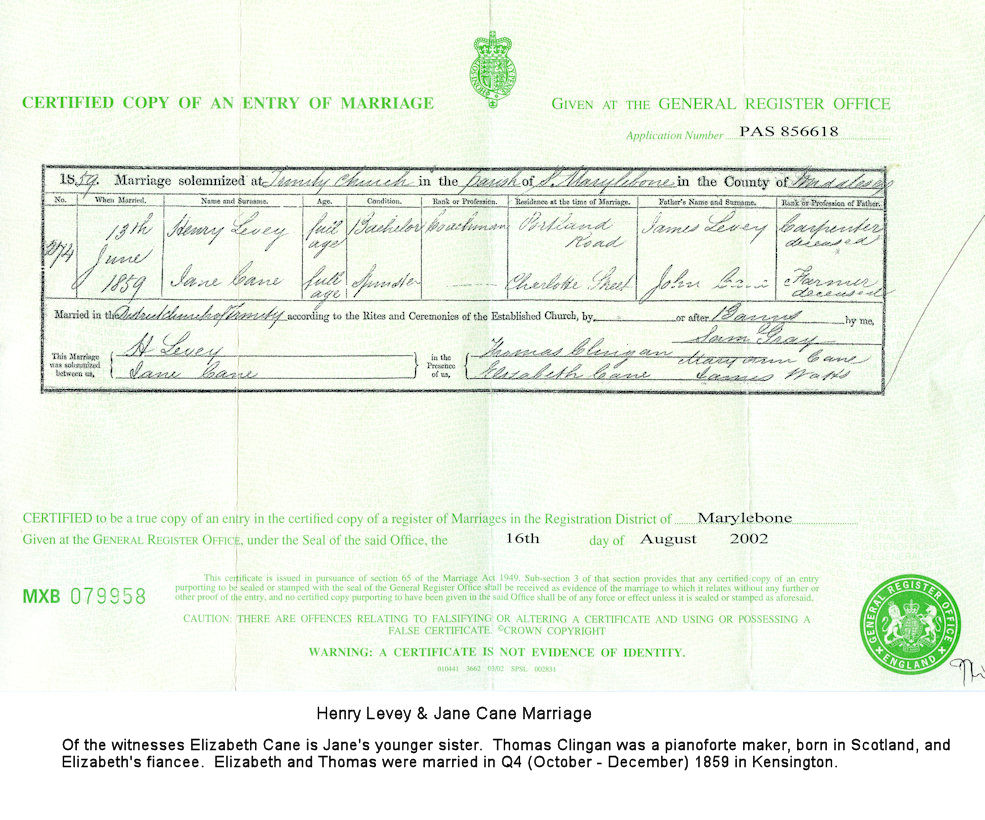 CERTIFIED COPY OF AN ENTRY OF MARRIAGE
GIVEN AT THE GENERAL REGISTER OFFICE
Application Number PAS 856618
1859. Marriage solemnized at Trinity Church in the parish of St. Marylebone in the County of Middlesex
No. When Married. Name and Surname. Age. Condition. Rank or Profession. Residence at the time of Marriage. Father's Name and Surname. Rank or Profession of Father.
274 13th June 1859 Henry Levey full age Bachelor Coachman Portland Road James Levey Carpenter deceased
Jane Cane full age Spinster Charlotte Street John Farmer deceased
Married in the District church of Trinity according to the Rites and Ceremonies of the Established Church, by or after Banns by me,
Sam Gray
This Marriage was solemnized between us, H Levey Jane Cane in the Presence of us, Thomas Clingan Elizabeth Cane Mary Ann Cane James Watts
CERTIFIED to be a true copy of an entry in the certified copy of a register of Marriages in the Registration District of Marylebone
Given at the GENERAL REGISTER OFFICE, under the Seal of the said Office, the 16th day of August 2002
MXB 079958
This certificate is issued in pursuance of section 65 of the Marriage Act 1949. Sub-section 3 of that section provides that any certified copy of an entry
purporting to be sealed or stamped with the seal of the General Register Office shall be received as evidence of the marriage to which it relates without any further or
other proof of the entry, and no certified copy purporting to have been given in the said Office shall be of any force or effect unless it is sealed or stamped as aforesaid.
CAUTION: THERE ARE OFFENCES RELATING TO FALSIFYING OR ALTERING A CERTIFICATE AND USING OR POSSESSING A
FALSE CERTIFICATE. ©CROWN COPYRIGHT
WARNING: A CERTIFICATE IS NOT EVIDENCE OF IDENTITY.
010441 3662 03/02 SPSL 002831
GENERAL REGISTER OFFICE
ENGLAND
Henry Levey & Jane Cane Marriage
Of the witnesses Elizabeth Cane is Jane's younger sister. Thomas Clingan was a pianoforte maker, born in Scotland, and
Elizabeth's fiancee. Elizabeth and Thomas were married in Q4 (October - December) 1859 in Kensington.